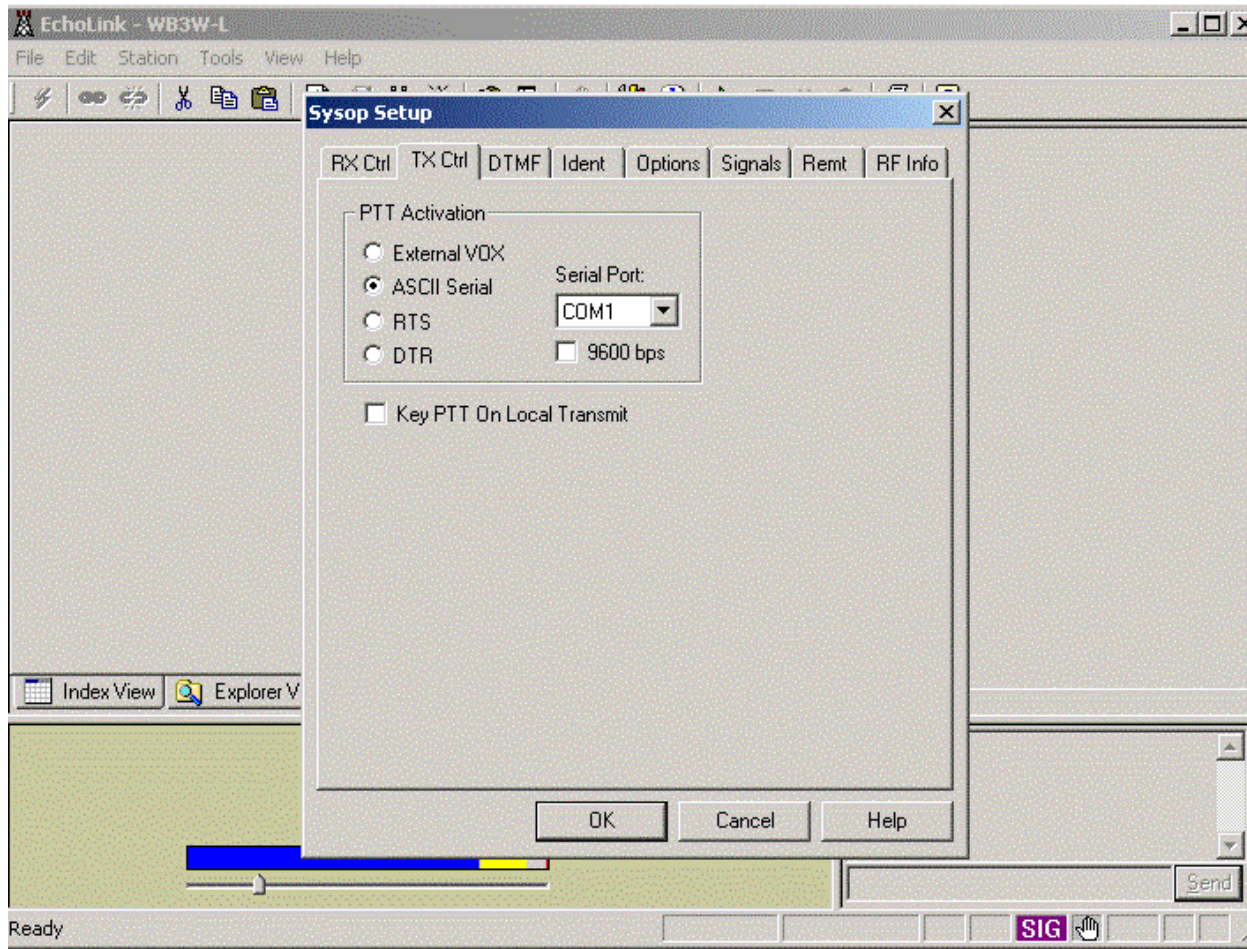 EchoLink - WB3W-L
File Edit Station Tools View Help
Sysop Setup
RX Ctrl TX Ctrl DTMF Ident Options Signals Remt RF Info
PTT Activation
External VOX
ASCII Serial
RTS
DTR
Serial Port:
COM1
9600 bps
Key PTT On Local Transmit
Index View Explorer V
OK Cancel Help
Send
Ready
SIG